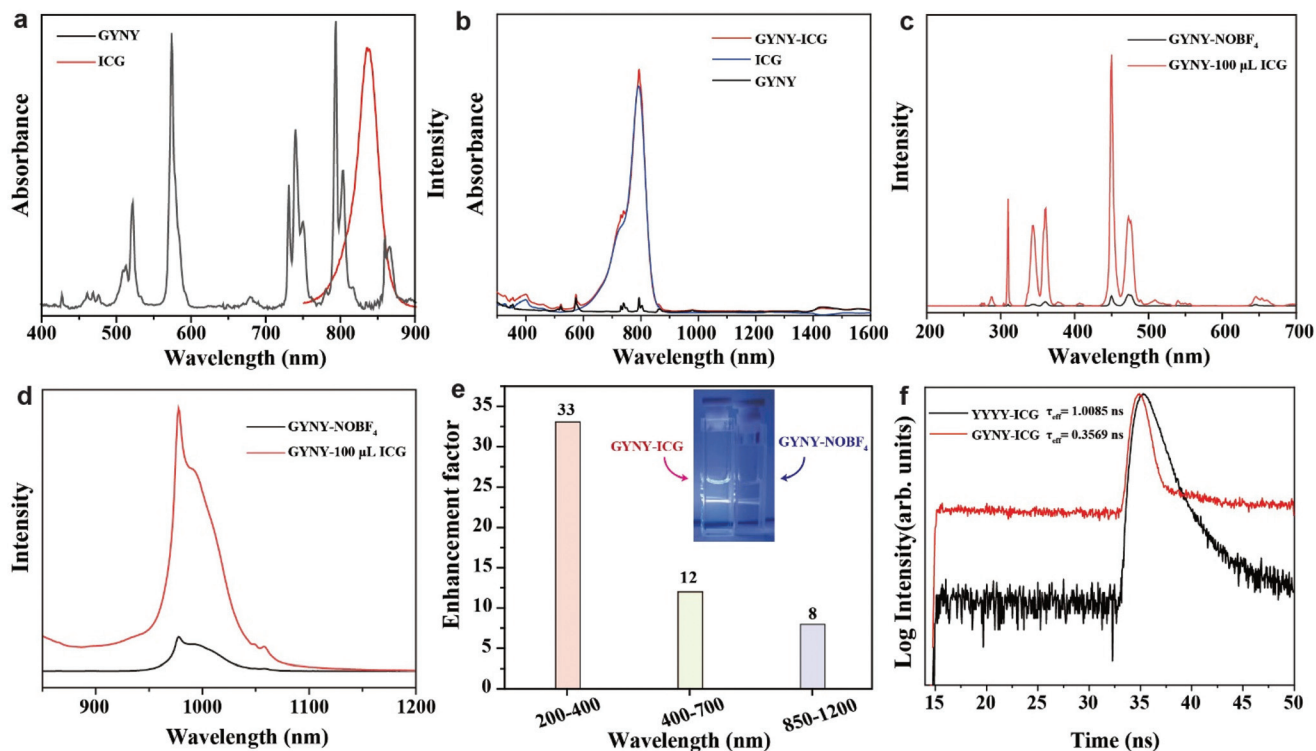 a
GYNY
ICG
Absorbance
Intensity
400 500 600 700 800 900
Wavelength (nm)
b
GYNY-ICG
ICG
GYNY
Absorbance
400 600 800 1000 1200 1400 1600
Wavelength (nm)
c
GYNY-NOBF₄
GYNY-100 μL ICG
Intensity
200 300 400 500 600 700
Wavelength (nm)
d
GYNY-NOBF₄
GYNY-100 μL ICG
Intensity
900 1000 1100 1200
Wavelength (nm)
e
35
30
25
20
15
10
5
0
Enhancement factor
33
12
8
GYNY-ICG
GYNY-NOBF₄
200-400 400-700 850-1200
Wavelength (nm)
f
YYYY-ICG τeff= 1.0085 ns
GYNY-ICG τeff= 0.3569 ns
Log Intensity(arb. units)
15 20 25 30 35 40 45 50
Time (ns)